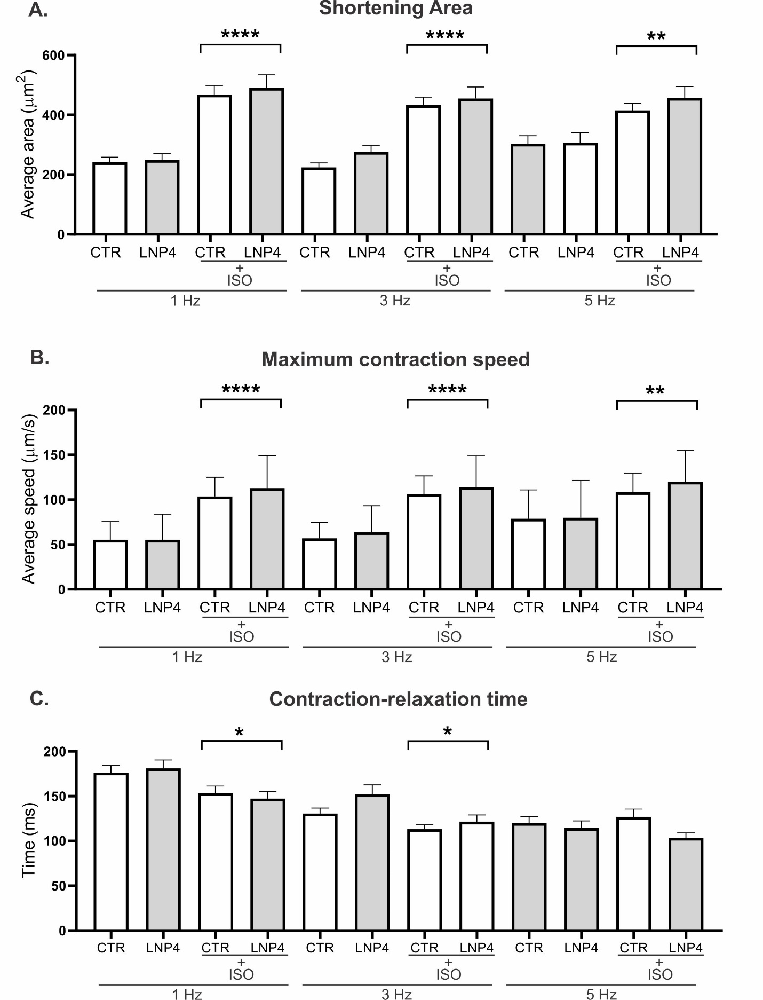 A.
Shortening Area
**** **** **
Average area (μm²)
600
400
200
0
CTR LNP4 CTR LNP4 CTR LNP4 CTR LNP4 CTR LNP4 CTR LNP4
+ + +
ISO ISO ISO
1 Hz 3 Hz 5 Hz
B.
Maximum contraction speed
**** **** **
Average speed (μm/s)
200
150
100
50
0
CTR LNP4 CTR LNP4 CTR LNP4 CTR LNP4 CTR LNP4 CTR LNP4
+ + +
ISO ISO ISO
1 Hz 3 Hz 5 Hz
C.
Contraction-relaxation time
* *
Time (ms)
200
150
100
50
0
CTR LNP4 CTR LNP4 CTR LNP4 CTR LNP4 CTR LNP4 CTR LNP4
+ + +
ISO ISO ISO
1 Hz 3 Hz 5 Hz